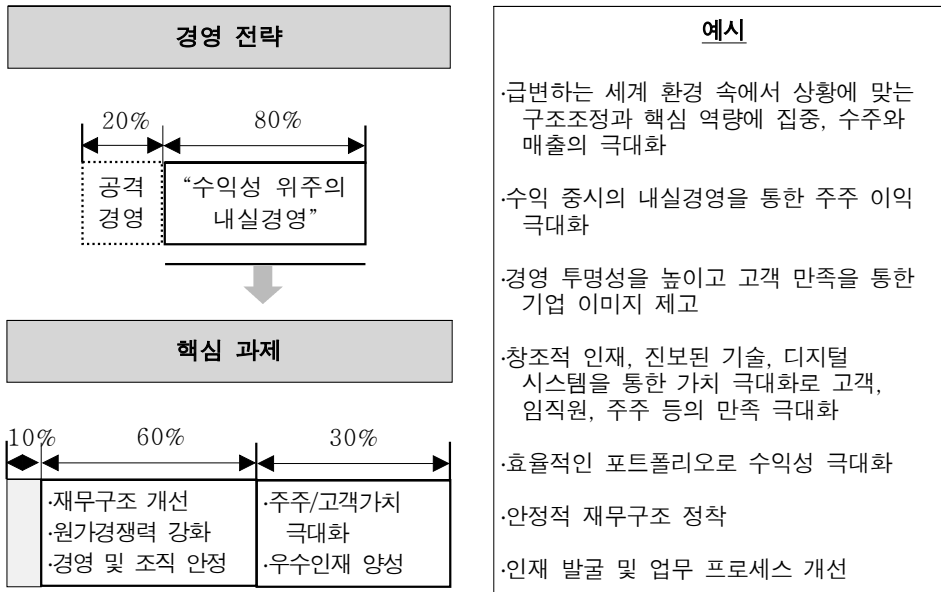 경영 전략
20%
80%
공격
경영
“수익성 위주의
내실경영”
핵심 과제
10%
60%
30%
·재무구조 개선
·원가경쟁력 강화
·경영 및 조직 안정
·주주/고객가치
극대화
·우수인재 양성
예시
·급변하는 세계 환경 속에서 상황에 맞는
구조조정과 핵심 역량에 집중, 수주와
매출의 극대화
·수익 중시의 내실경영을 통한 주주 이익
극대화
·경영 투명성을 높이고 고객 만족을 통한
기업 이미지 제고
·창조적 인재, 진보된 기술, 디지털
시스템을 통한 가치 극대화로 고객,
임직원, 주주 등의 만족 극대화
·효율적인 포트폴리오로 수익성 극대화
·안정적 재무구조 정착
·인재 발굴 및 업무 프로세스 개선